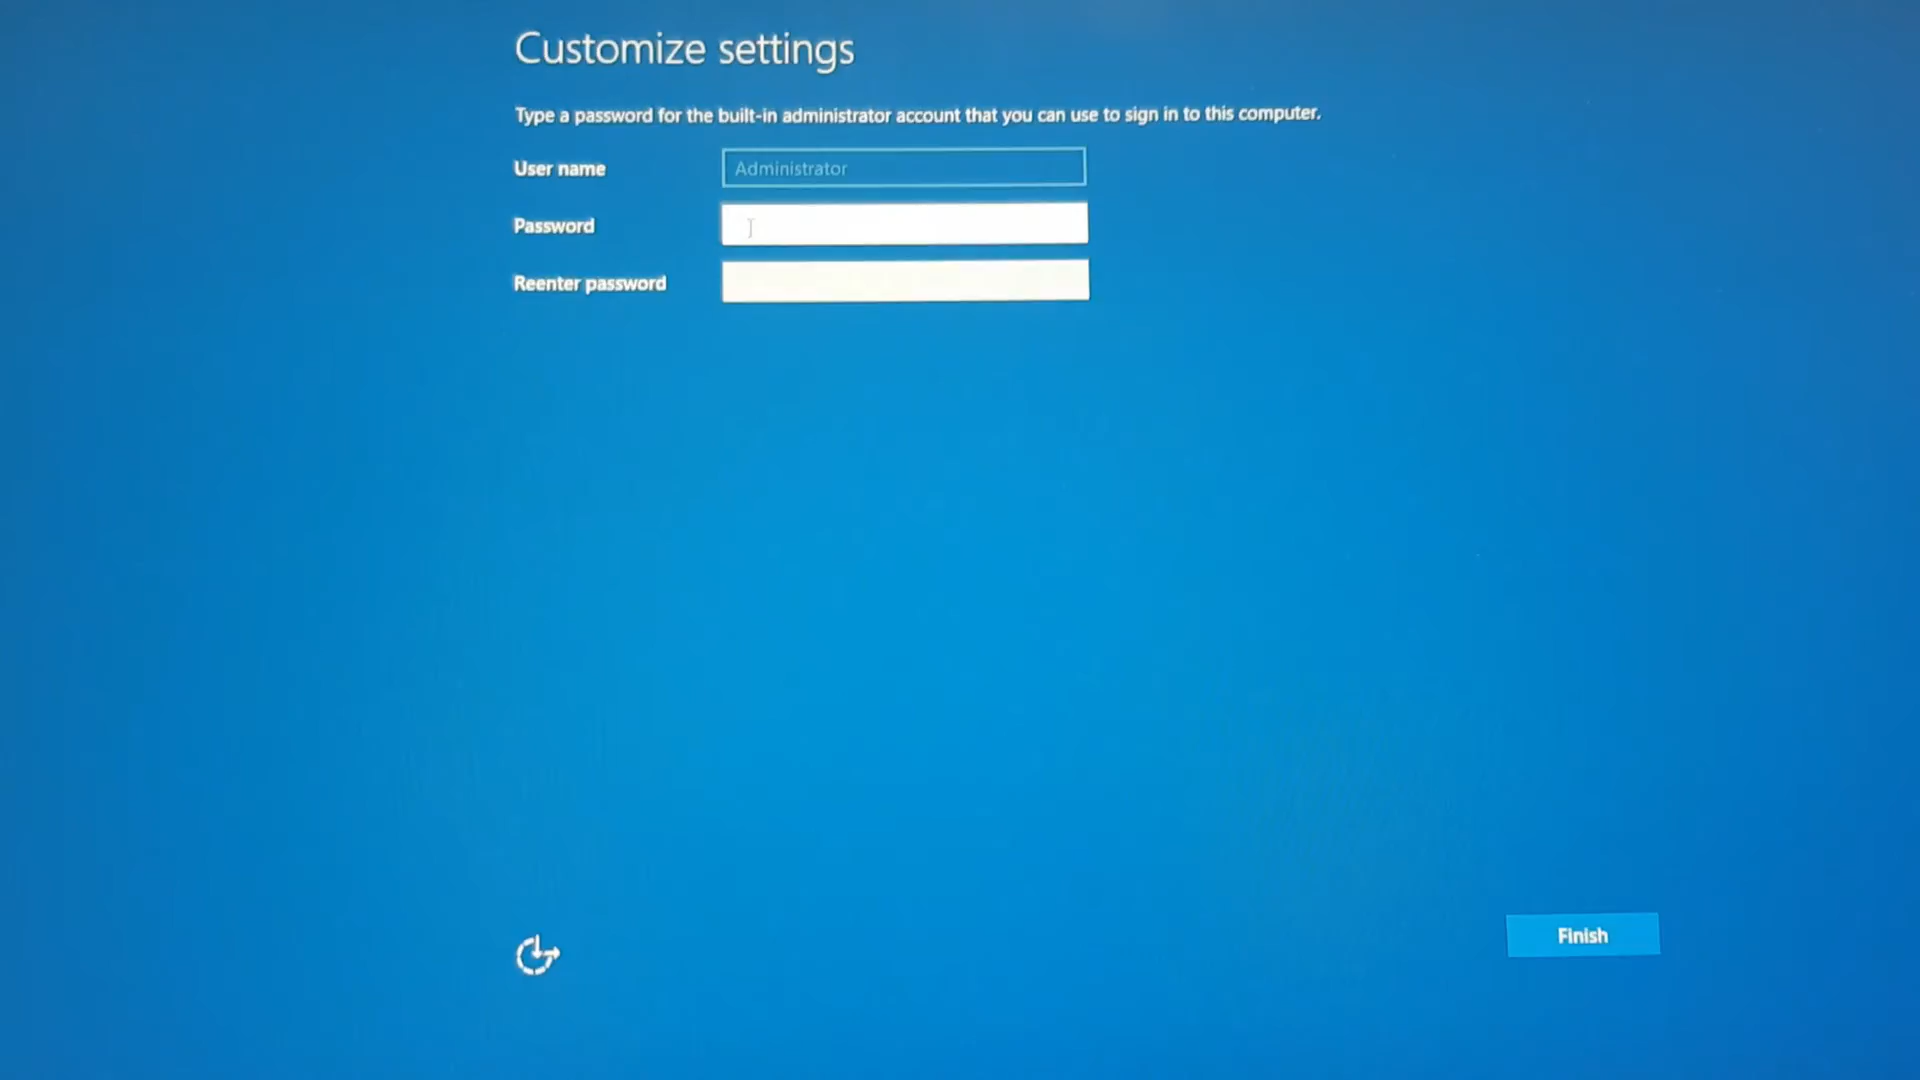 Customize settings
Type a password for the built-in administrator account that you can use to sign in to this computer.
User name
Administrator
Password
Reenter password
Finish